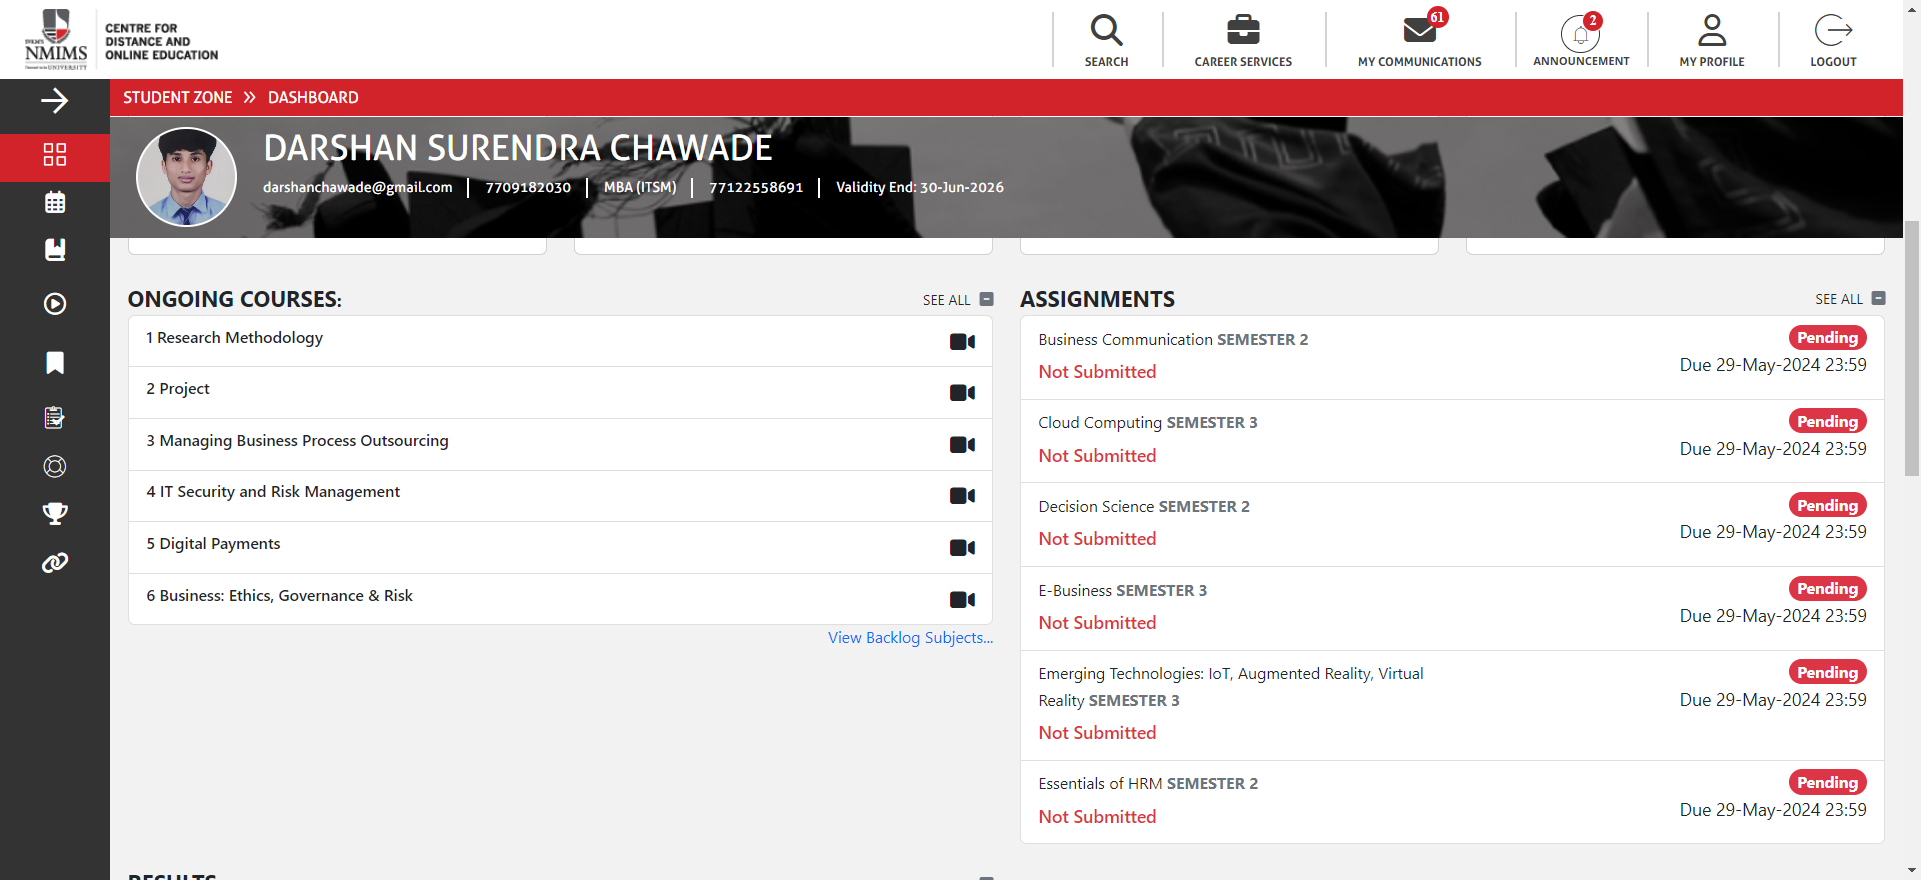 SVKM'S
NMIMS
Deemed to be UNIVERSITY
CENTRE FOR
DISTANCE AND
ONLINE EDUCATION
SEARCH
CAREER SERVICES
61
MY COMMUNICATIONS
2
ANNOUNCEMENT
MY PROFILE
LOGOUT
STUDENT ZONE » DASHBOARD
DARSHAN SURENDRA CHAWADE
darshanchawade@gmail.com | 7709182030 | MBA (ITSM) | 77122558691 | Validity End: 30-Jun-2026
ONGOING COURSES:
SEE ALL
1 Research Methodology
2 Project
3 Managing Business Process Outsourcing
4 IT Security and Risk Management
5 Digital Payments
6 Business: Ethics, Governance & Risk
View Backlog Subjects...
ASSIGNMENTS
SEE ALL
Business Communication SEMESTER 2
Pending
Not Submitted
Due 29-May-2024 23:59
Cloud Computing SEMESTER 3
Pending
Not Submitted
Due 29-May-2024 23:59
Decision Science SEMESTER 2
Pending
Not Submitted
Due 29-May-2024 23:59
E-Business SEMESTER 3
Pending
Not Submitted
Due 29-May-2024 23:59
Emerging Technologies: IoT, Augmented Reality, Virtual
Reality SEMESTER 3
Pending
Not Submitted
Due 29-May-2024 23:59
Essentials of HRM SEMESTER 2
Pending
Not Submitted
Due 29-May-2024 23:59
RESULTS